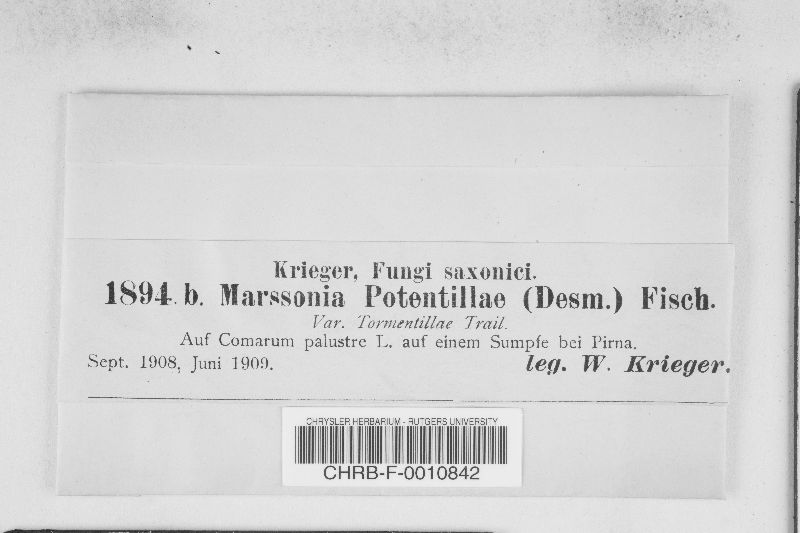 Krieger, Fungi saxonici.
1894. b. Marssonia Potentillae (Desm.) Fisch.
Var. Tormentillae Trail.
Auf Comarum palustre L. auf einem Sumpfe bei Pirna.
Sept. 1908, Juni 1909. leg. W. Krieger.
CHRYSLER HERBARIUM - RUTGERS UNIVERSITY
CHRB-F-0010842